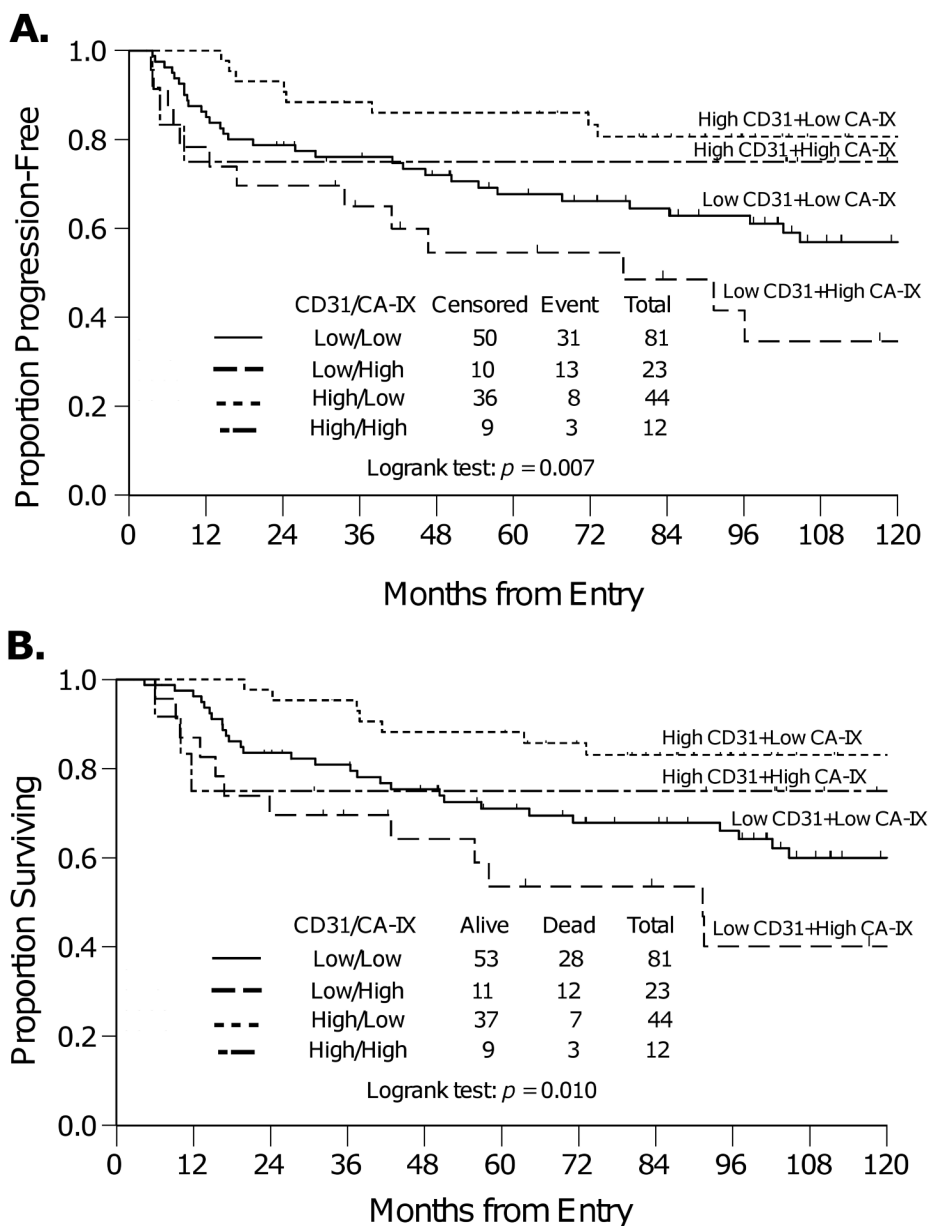 A.
Proportion Progression-Free
1.0
0.8
0.6
0.4
0.2
0.0
High CD31+Low CA-IX
High CD31+High CA-IX
Low CD31+Low CA-IX
Low CD31+High CA-IX
CD31/CA-IX Censored Event Total
Low/Low 50 31 81
Low/High 10 13 23
High/Low 36 8 44
High/High 9 3 12
Logrank test: p = 0.007
0 12 24 36 48 60 72 84 96 108 120
Months from Entry
B.
Proportion Surviving
1.0
0.8
0.6
0.4
0.2
0.0
High CD31+Low CA-IX
High CD31+High CA-IX
Low CD31+Low CA-IX
Low CD31+High CA-IX
CD31/CA-IX Alive Dead Total
Low/Low 53 28 81
Low/High 11 12 23
High/Low 37 7 44
High/High 9 3 12
Logrank test: p = 0.010
0 12 24 36 48 60 72 84 96 108 120
Months from Entry